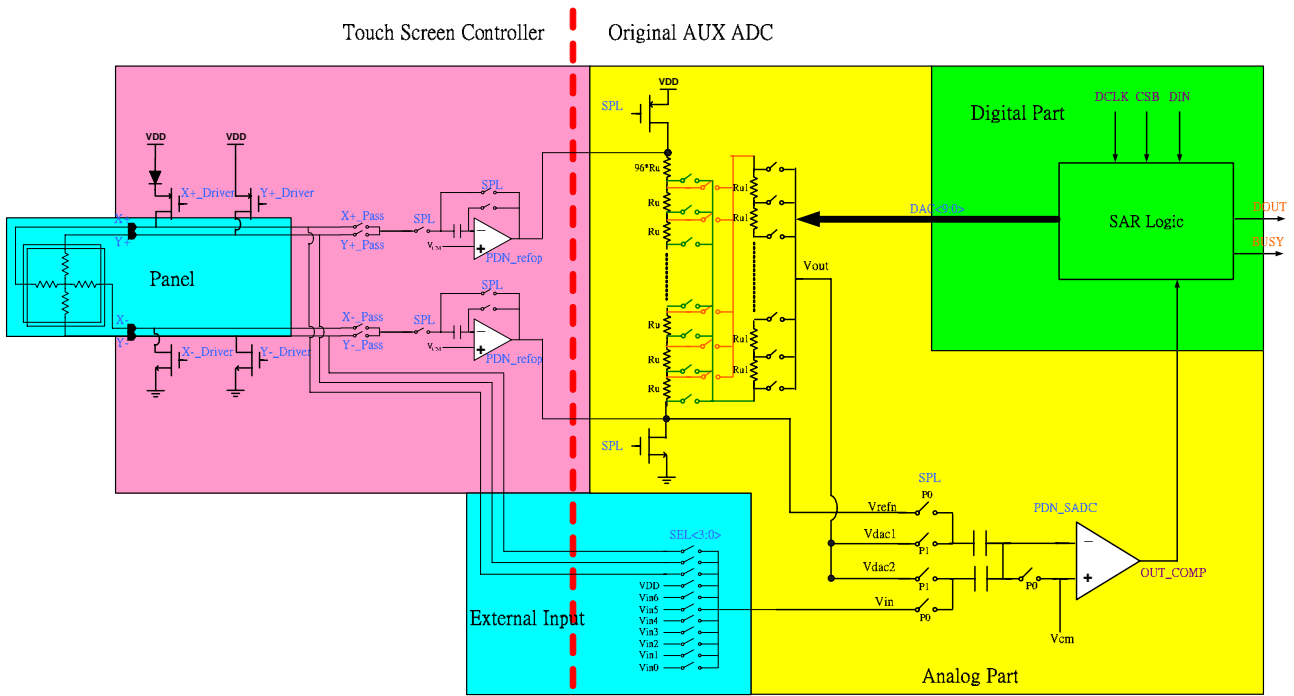 Touch Screen Controller
Original AUX ADC
VDD
SPL
Digital Part
DCLK CSB DIN
VDD
VDD
96*Ru
X+_Driver
Y+_Driver
SPL
Ru
Ru1
X+
X+_Pass
SPL
Ru
Ru1
DAC<9:0>
SAR Logic
DOUT
Y+
Y+_Pass
VCM
PDN_refop
Ru
BUSY
Panel
Vout
SPL
X-
X-_Pass
SPL
Ru
Ru1
Y-
Y-_Pass
VCM
PDN_refop
Ru
Ru1
X-_Driver
Y-_Driver
Ru
SPL
SPL
P0
Vrefn
PDN_SADC
SEL<3:0>
Vdac1
P1
Vdac2
P1
P0
OUT_COMP
VDD
Vin6
Vin5
Vin
P0
External Input
Vin4
Vin3
Vcm
Vin2
Vin1
Vin0
Analog Part